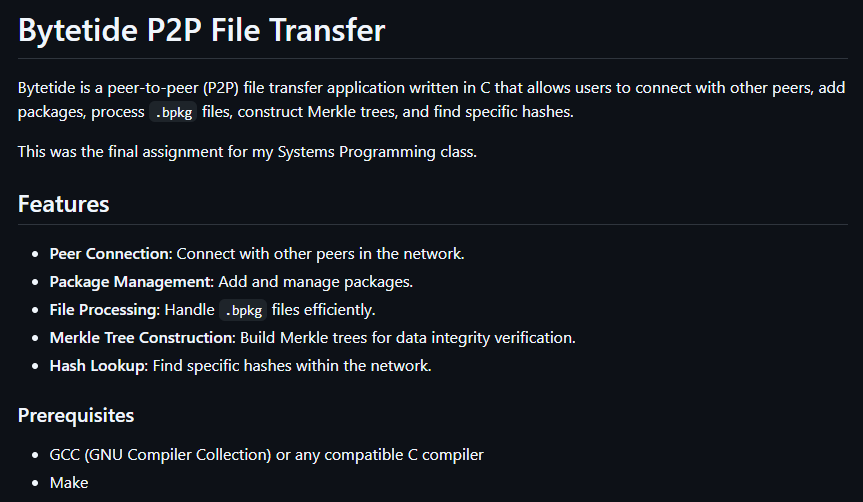 Bytetide P2P File Transfer
Bytetide is a peer-to-peer (P2P) file transfer application written in C that allows users to connect with other peers, add
packages, process .bpkg files, construct Merkle trees, and find specific hashes.
This was the final assignment for my Systems Programming class.
Features
• Peer Connection: Connect with other peers in the network.
• Package Management: Add and manage packages.
• File Processing: Handle .bpkg files efficiently.
• Merkle Tree Construction: Build Merkle trees for data integrity verification.
• Hash Lookup: Find specific hashes within the network.
Prerequisites
• GCC (GNU Compiler Collection) or any compatible C compiler
• Make